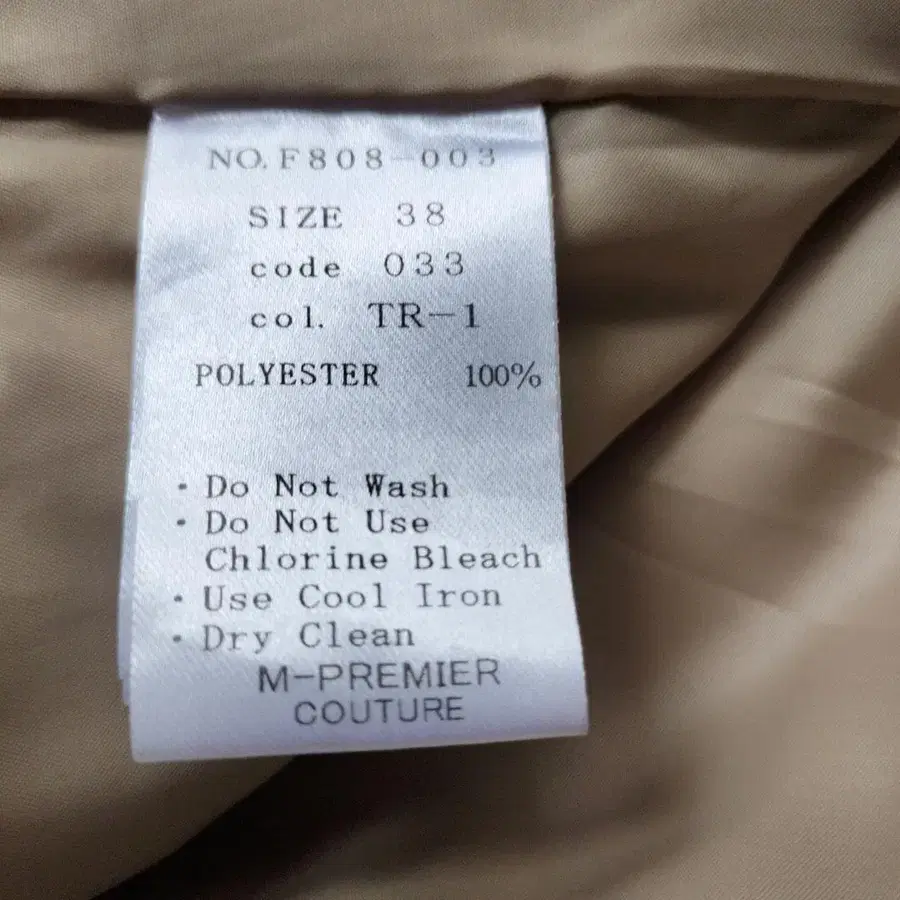 NO. F808-003
SIZE 38
code 033
col. TR-1
POLYESTER 100%
· Do Not Wash
· Do Not Use
Chlorine Bleach
· Use Cool Iron
· Dry Clean
M-PREMIER
COUTURE